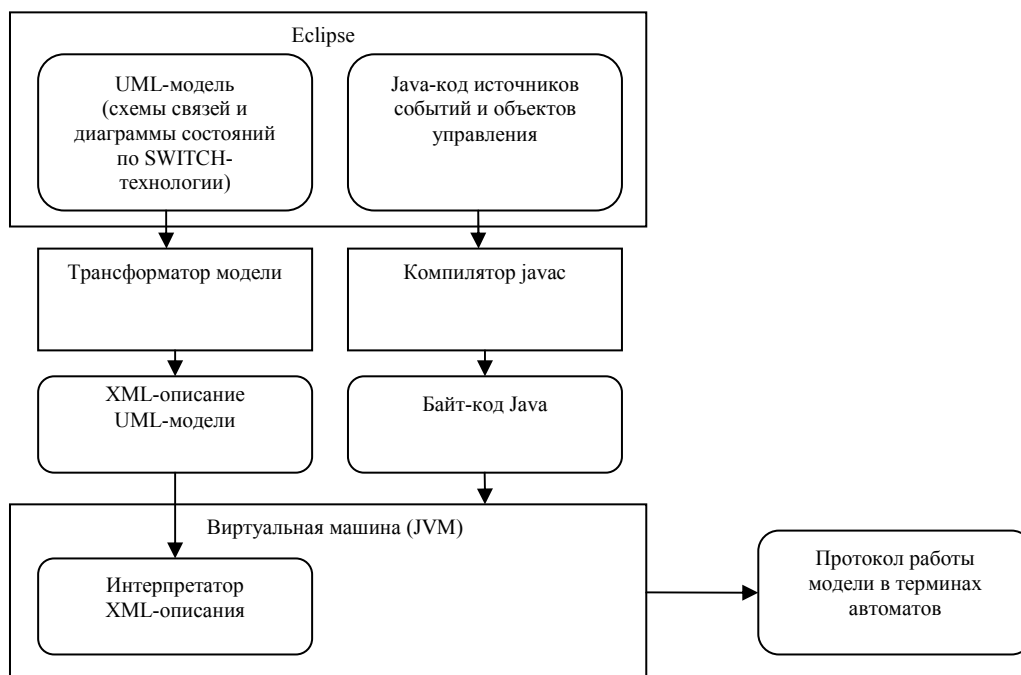 Eclipse
UML-модель
(схемы связей и
диаграммы состояний
по SWITCH-
технологии)
Java-код источников
событий и объектов
управления
Трансформатор модели
Компилятор javac
XML-описание
UML-модели
Байт-код Java
Виртуальная машина (JVM)
Интерпретатор
XML-описания
Протокол работы
модели в терминах
автоматов